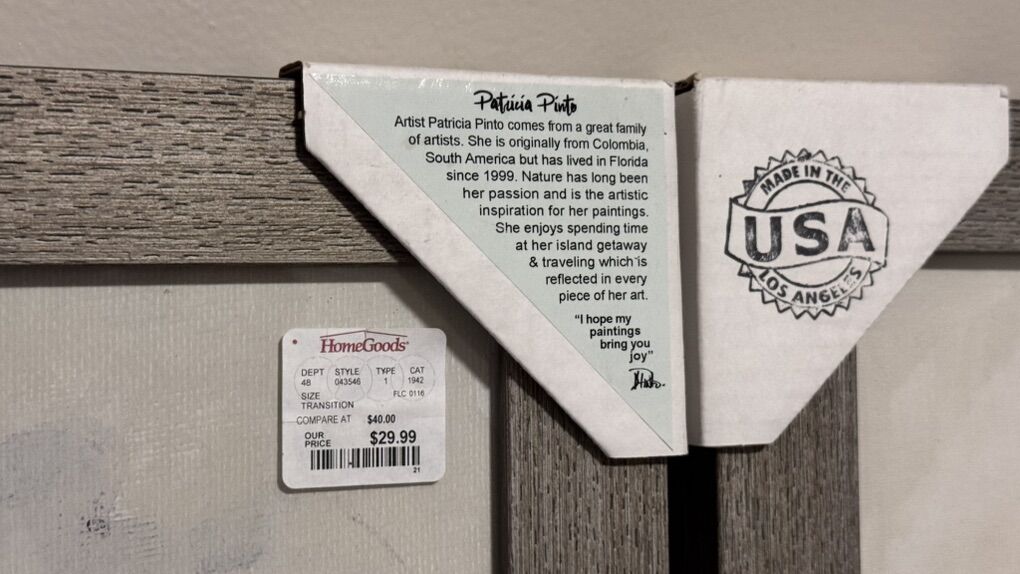 Patricia Pinto
Artist Patricia Pinto comes from a great family
of artists. She is originally from Colombia,
South America but has lived in Florida
since 1999. Nature has long been
her passion and is the artistic
inspiration for her paintings.
She enjoys spending time
at her island getaway
& traveling which is
reflected in every
piece of her art.
“I hope my
paintings
bring you
joy”
MADE IN THE
USA
LOS ANGELES
HomeGoods
DEPT STYLE TYPE CAT
48 043546 1 1942
SIZE FLC 0116
TRANSITION
COMPARE AT $40.00
OUR
PRICE $29.99
21